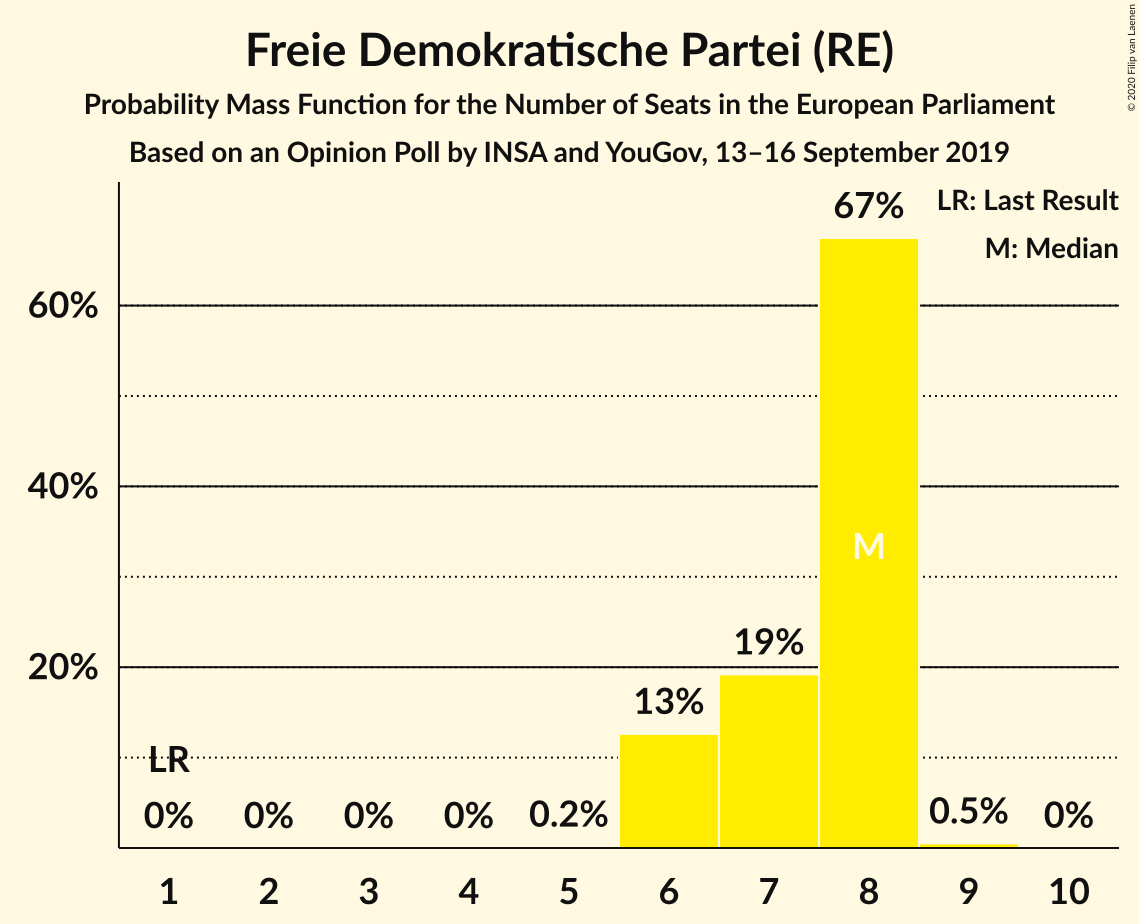 Freie Demokratische Partei (RE)
Probability Mass Function for the Number of Seats in the European Parliament
Based on an Opinion Poll by INSA and YouGov, 13–16 September 2019
© 2020 Filip van Laenen
LR: Last Result
M: Median
67%
60%
40%
M
20%
19%
13%
LR
0%
0%
0%
0%
0.2%
0.5%
0%
1
2
3
4
5
6
7
8
9
10